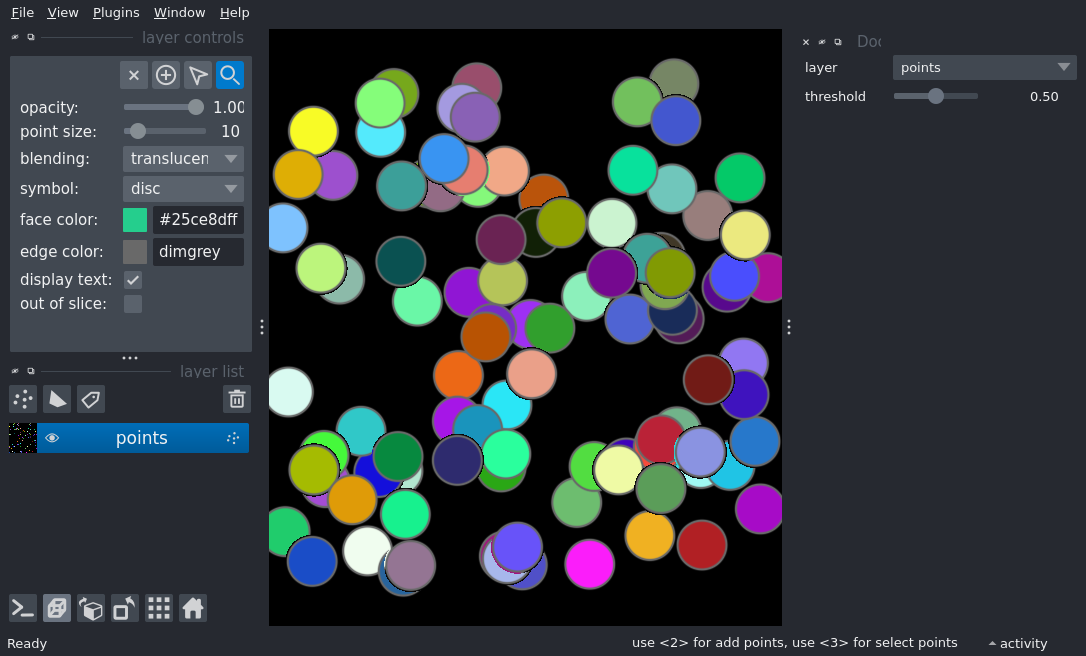 File View Plugins Window Help
layer controls
opacity: 1.00
point size: 10
blending: translucen
symbol: disc
face color: #25ce8dff
edge color: dimgrey
display text:
out of slice:
layer list
points
Doc
layer points
threshold 0.50
Ready
use <2> for add points, use <3> for select points
activity